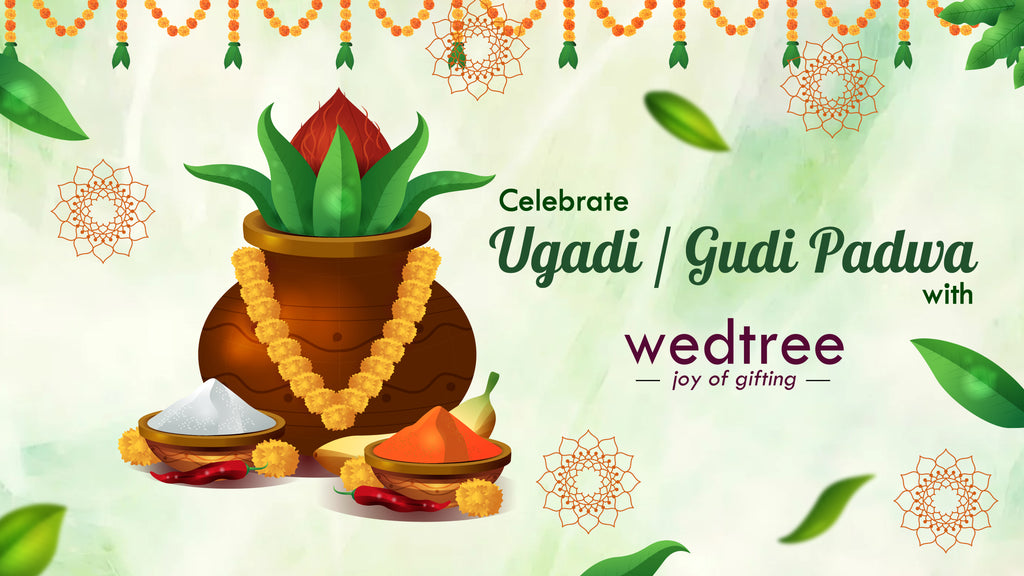 Celebrate
Ugadi / Gudi Padwa
with
wedtree
joy of gifting